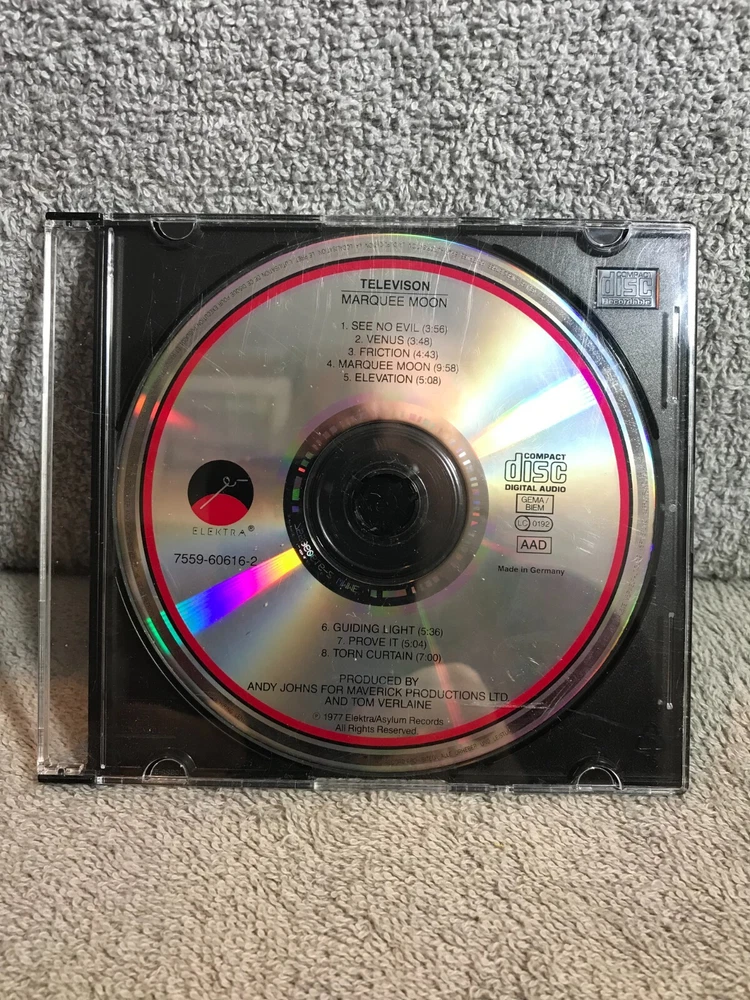 TELEVISON
MARQUEE MOON
1. SEE NO EVIL (3:56)
2. VENUS (3:48)
3. FRICTION (4:43)
4. MARQUEE MOON (9:58)
5. ELEVATION (5:08)
COMPACT
disc
Recordable
COMPACT
disc
DIGITAL AUDIO
GEMA/
BIEM
LC 0192
AAD
Made in Germany
ELEKTRA®
7559-60616-2
6. GUIDING LIGHT (5:36)
7. PROVE IT (5:04)
8. TORN CURTAIN (7:00)
PRODUCED BY
ANDY JOHNS FOR MAVERICK PRODUCTIONS LTD.
AND TOM VERLAINE
℗ 1977 Elektra/Asylum Records
All Rights Reserved.